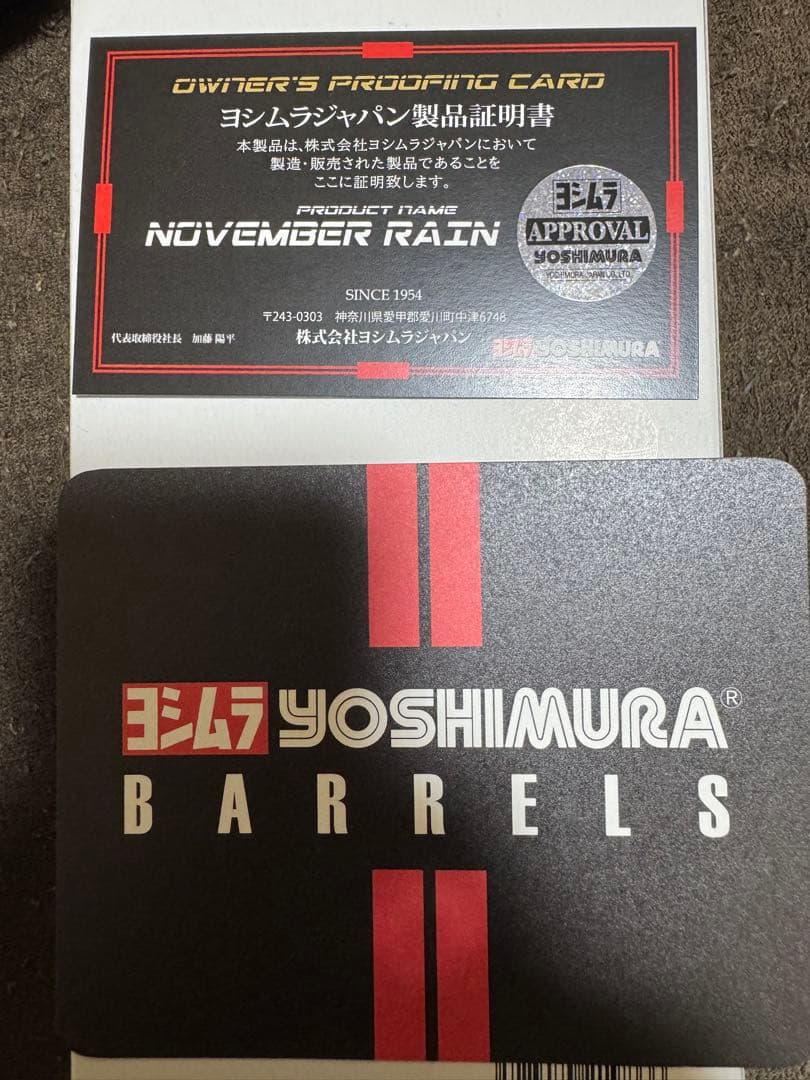 OWNER'S PROOFING CARD
ヨシムラジャパン製品証明書
本製品は、株式会社ヨシムラジャパンにおいて
製造・販売された製品であることを
ここに証明致します。
PRODUCT NAME
NOVEMBER RAIN
ヨシムラ
APPROVAL
YOSHIMURA
YOSHIMURA JAPAN CO.,LTD.
SINCE 1954
〒243-0303 神奈川県愛甲郡愛川町中津6748
代表取締役社長 加藤 陽平 株式会社ヨシムラジャパン
ヨシムラ YOSHIMURA
ヨシムラ YOSHIMURA®
BARRELS